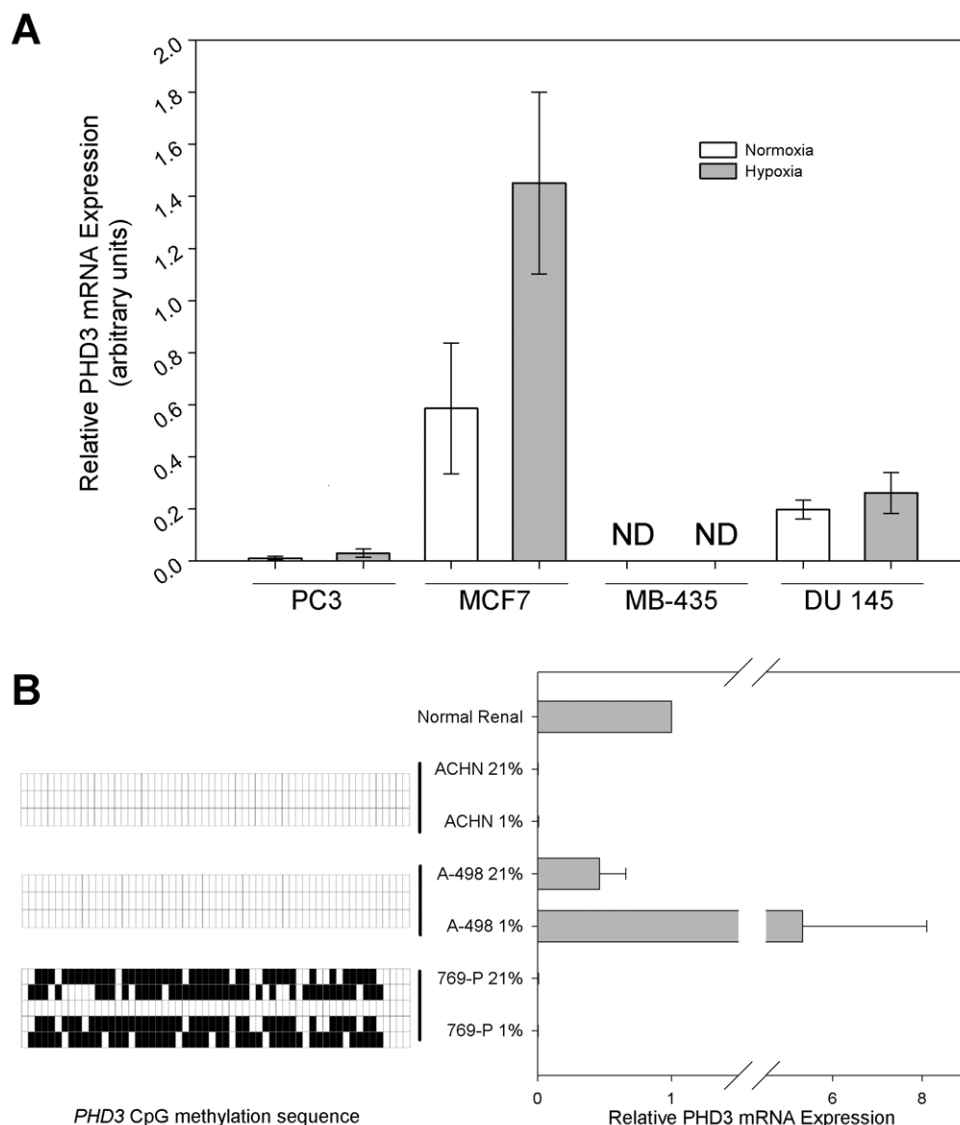 A
Relative PHD3 mRNA Expression
(arbitrary units)
2.0
1.8
1.6
1.4
1.2
1.0
0.8
0.6
0.4
0.2
0.0
Normoxia
Hypoxia
ND ND
PC3 MCF7 MB-435 DU 145
B
Normal Renal
ACHN 21%
ACHN 1%
A-498 21%
A-498 1%
769-P 21%
769-P 1%
0 1 6 8
PHD3 CpG methylation sequence
Relative PHD3 mRNA Expression